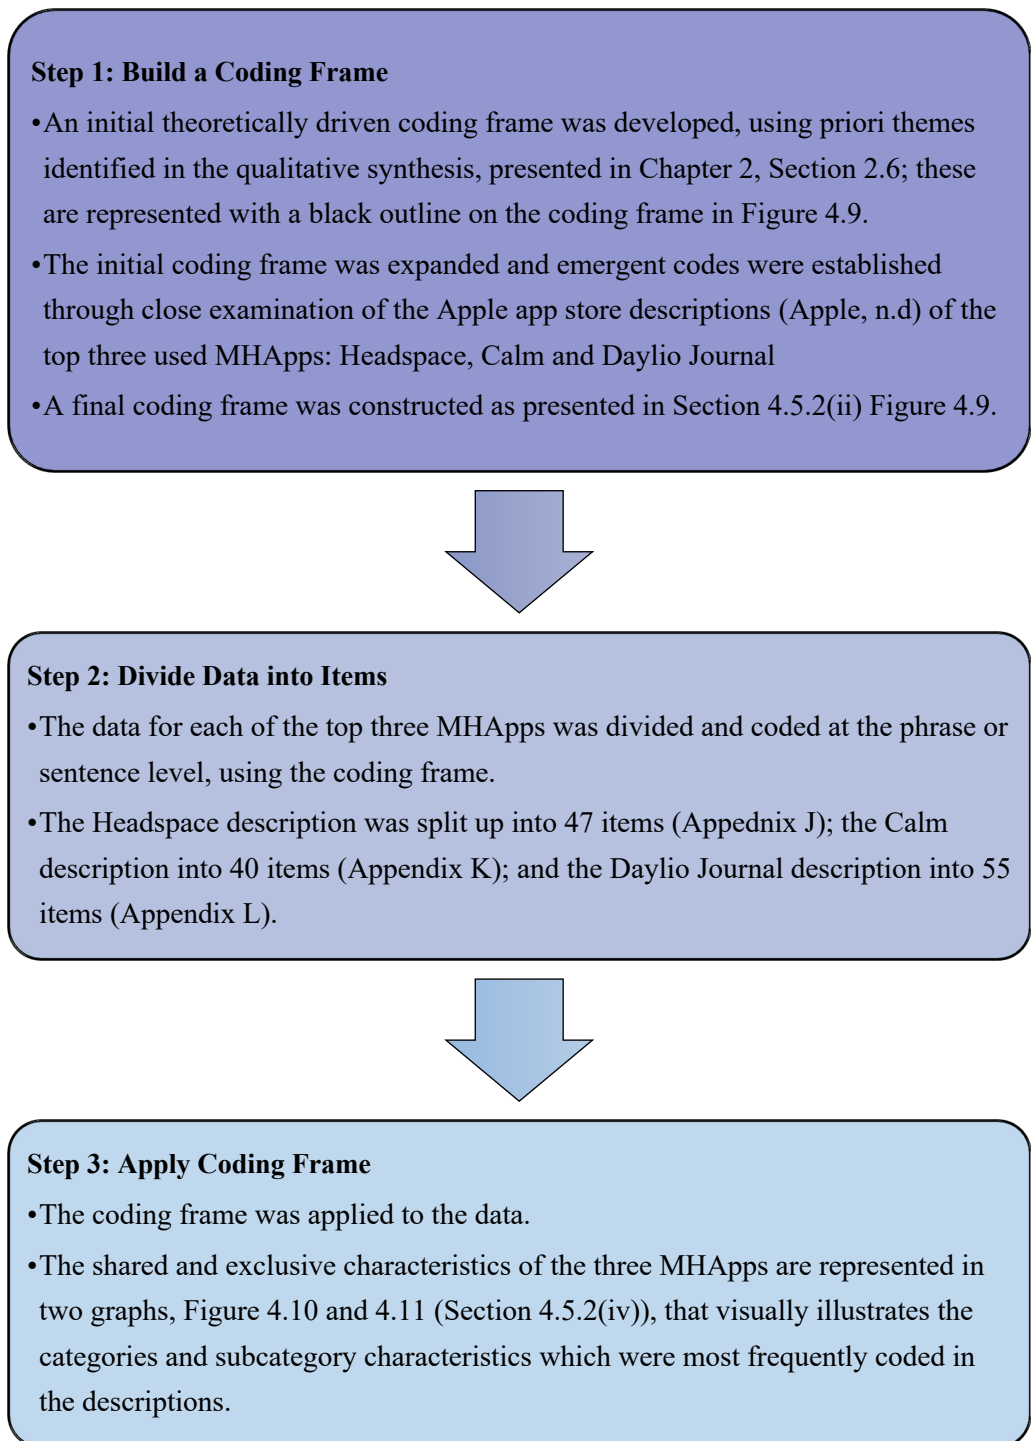 Step 1: Build a Coding Frame
•An initial theoretically driven coding frame was developed, using priori themes
identified in the qualitative synthesis, presented in Chapter 2, Section 2.6; these
are represented with a black outline on the coding frame in Figure 4.9.
•The initial coding frame was expanded and emergent codes were established
through close examination of the Apple app store descriptions (Apple, n.d) of the
top three used MHApps: Headspace, Calm and Daylio Journal
•A final coding frame was constructed as presented in Section 4.5.2(ii) Figure 4.9.
Step 2: Divide Data into Items
•The data for each of the top three MHApps was divided and coded at the phrase or
sentence level, using the coding frame.
•The Headspace description was split up into 47 items (Appednix J); the Calm
description into 40 items (Appendix K); and the Daylio Journal description into 55
items (Appendix L).
Step 3: Apply Coding Frame
•The coding frame was applied to the data.
•The shared and exclusive characteristics of the three MHApps are represented in
two graphs, Figure 4.10 and 4.11 (Section 4.5.2(iv)), that visually illustrates the
categories and subcategory characteristics which were most frequently coded in
the descriptions.